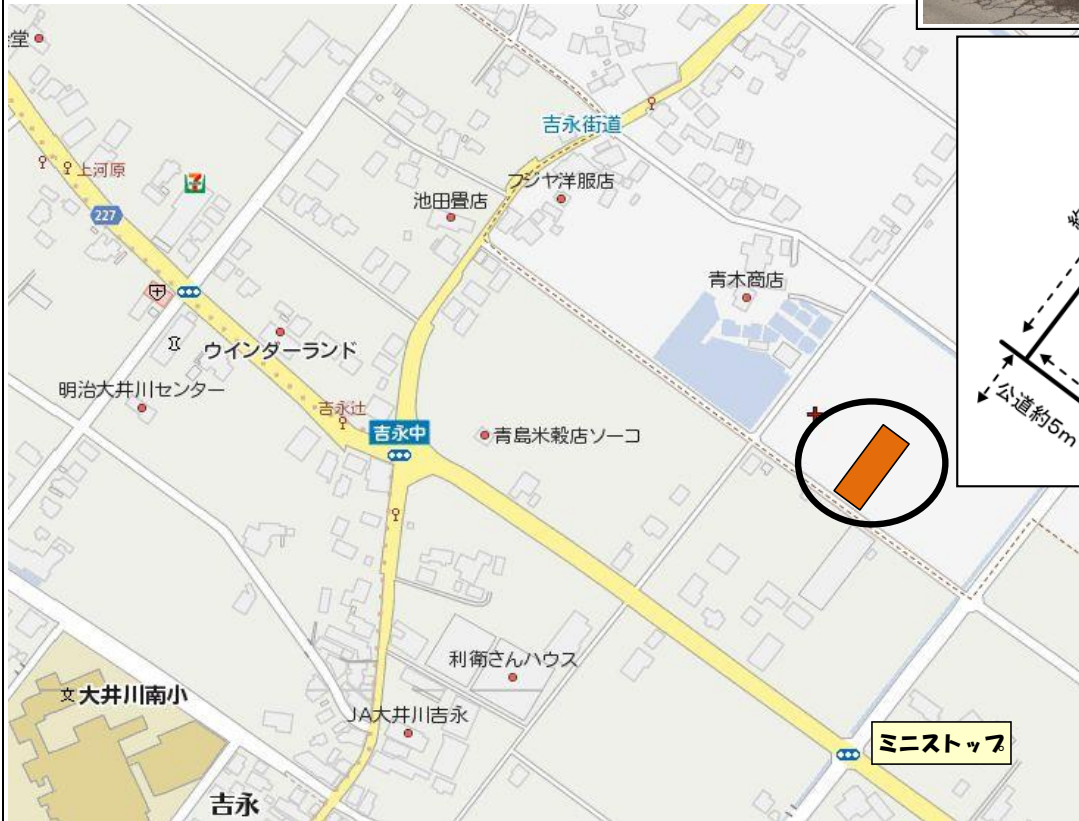 堂
吉永街道
上河原
7
フジヤ洋服店
池田畳店
227
青木商店
ウインダーランド
明治大井川センター
吉永辻
吉永中
青島米穀店ソーコ
公道約5m
利衛さんハウス
文大井川南小
JA大井川吉永
ミニストップ
吉永